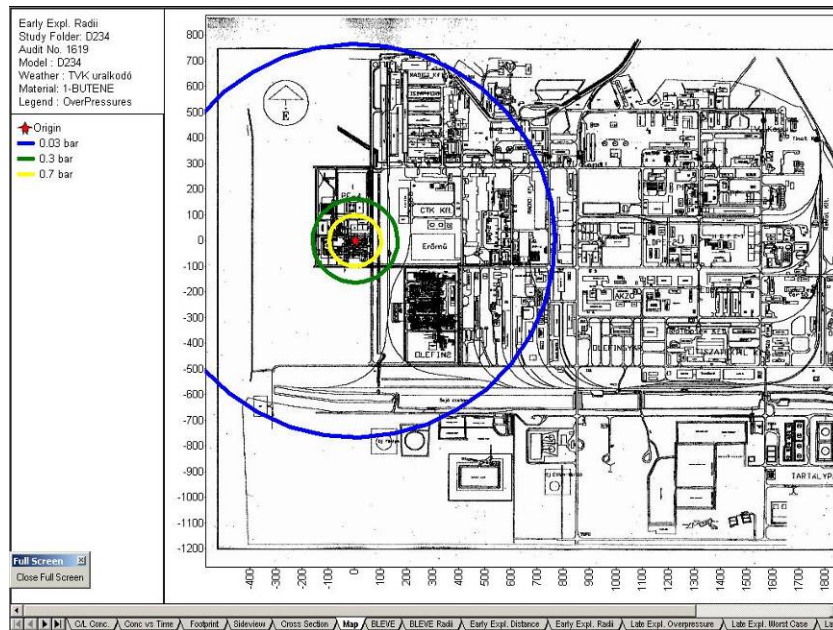 Early Expl. Radii
Study Folder: D234
Audit No. 1619
Model : D234
Weather : TVK uralkodó
Material: 1-BUTENE
Legend : OverPressures
Origin
0.03 bar
0.3 bar
0.7 bar
800
700
600
500
400
300
200
100
0
-100
-200
-300
-400
-500
-600
-700
-800
-900
-1000
-1100
-1200
E
CTK Kft.
Erőmű
AKZO
OLEFIN2
OLEFINGYÁR
-400
-300
-200
-100
0
100
200
300
400
500
600
700
800
900
1000
1100
1200
1300
1400
1500
1600
1700
1800
Full Screen
Close Full Screen
C/L Conc.
Conc vs Time
Footprint
Sideview
Cross Section
Map
BLEVE
BLEVE Radii
Early Expl. Distance
Early Expl. Radii
Late Expl. Overpressure
Late Expl. Worst Case